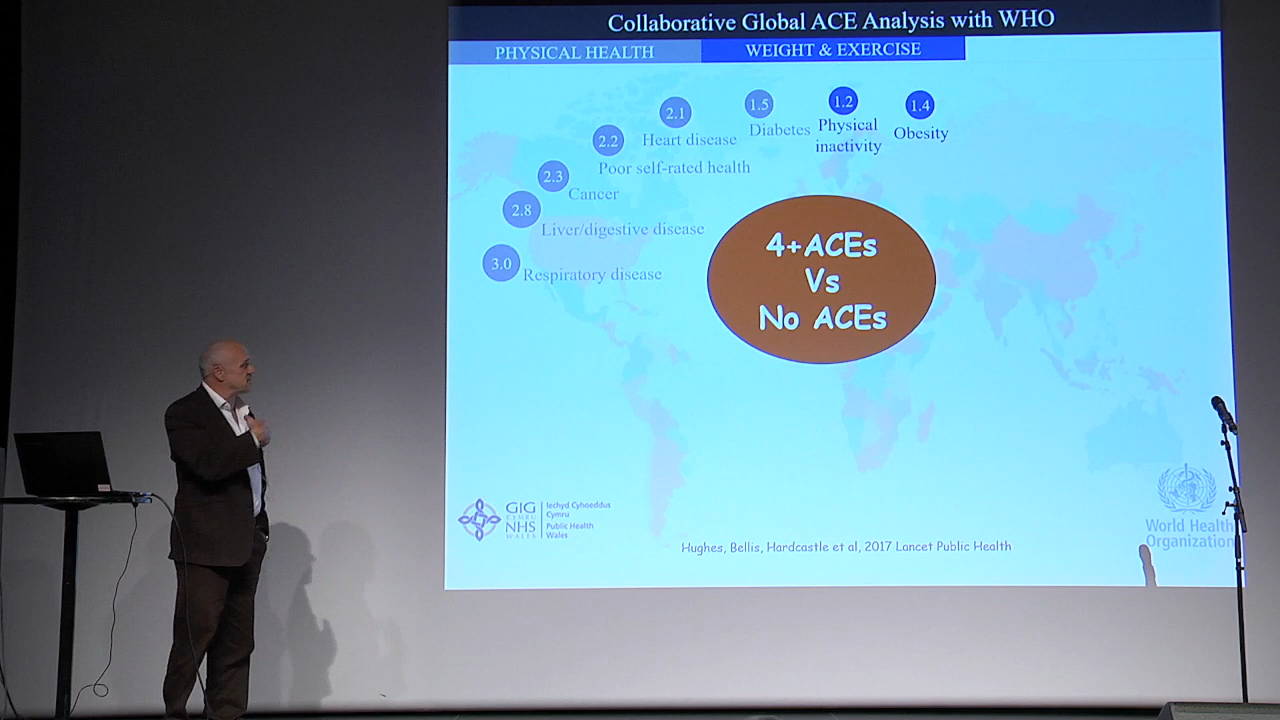 Collaborative Global ACE Analysis with WHO
PHYSICAL HEALTH
WEIGHT & EXERCISE
2.1
Heart disease
1.5
Diabetes
1.2
Physical
inactivity
1.4
Obesity
2.2
Poor self-rated health
2.3
Cancer
2.8
Liver/digestive disease
3.0
Respiratory disease
4+ACEs
Vs
No ACEs
GIG
CYMRU
NHS
WALES
Iechyd Cyhoeddus
Cymru
Public Health
Wales
Hughes, Bellis, Hardcastle et al, 2017 Lancet Public Health
World Health
Organization